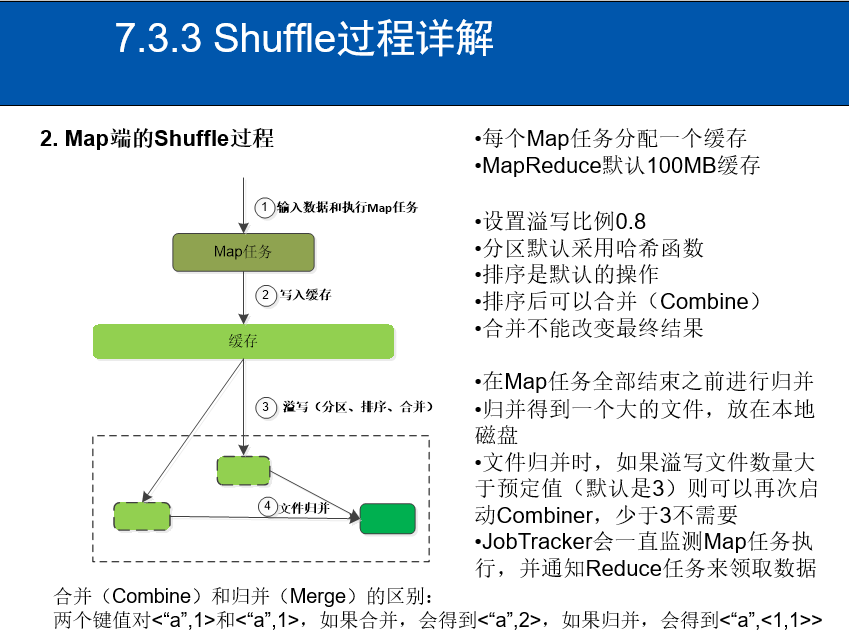 7.3.3 Shuffle过程详解
2. Map端的Shuffle过程
1 输入数据和执行Map任务
Map任务
2 写入缓存
缓存
3 溢写（分区、排序、合并）
4 文件归并
•每个Map任务分配一个缓存
•MapReduce默认100MB缓存
•设置溢写比例0.8
•分区默认采用哈希函数
•排序是默认的操作
•排序后可以合并（Combine）
•合并不能改变最终结果
•在Map任务全部结束之前进行归并
•归并得到一个大的文件，放在本地
磁盘
•文件归并时，如果溢写文件数量大
于预定值（默认是3）则可以再次启
动Combiner，少于3不需要
•JobTracker会一直监测Map任务执
行，并通知Reduce任务来领取数据
合并（Combine）和归并（Merge）的区别：
两个键值对<“a”,1>和<“a”,1>，如果合并，会得到<“a”,2>，如果归并，会得到<“a”,<1,1>>